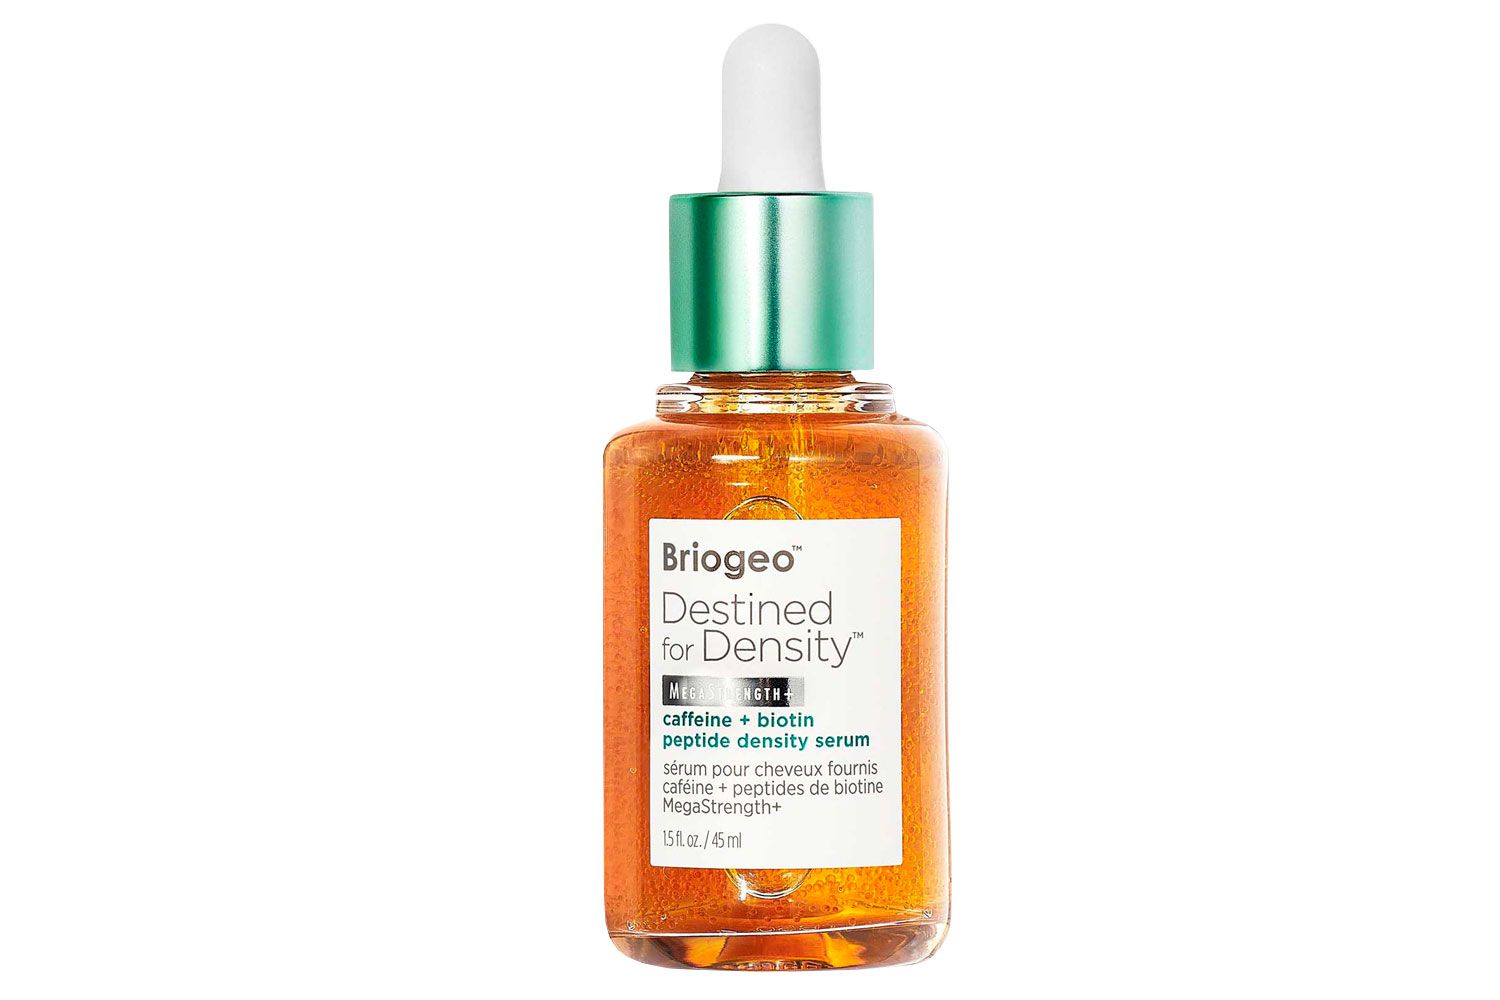 Briogeo™
Destined
for Density™
MEGASTRENGTH+
caffeine + biotin
peptide density serum
sérum pour cheveux fournis
caféine + peptides de biotine
MegaStrength+
1.5 fl. oz. / 45 ml